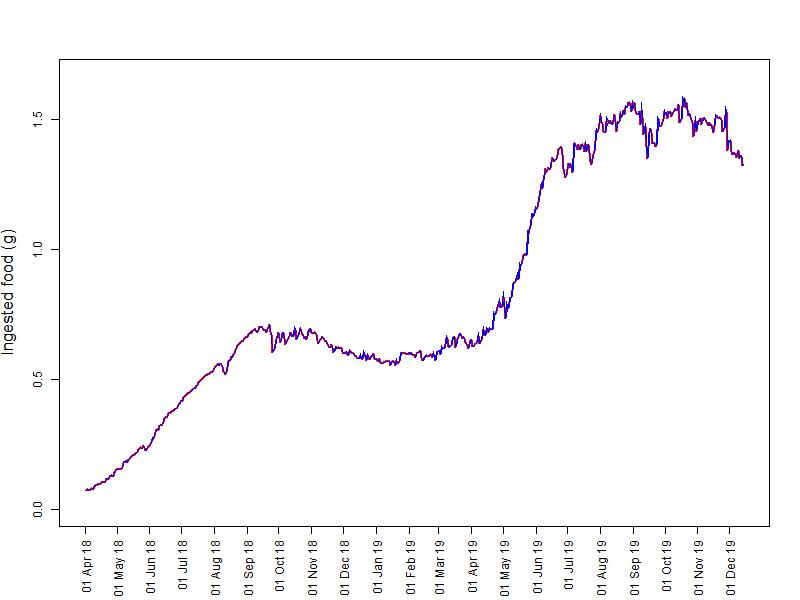 Ingested food (g)
1.5
1.0
0.5
0.0
01 Apr 18
01 May 18
01 Jun 18
01 Jul 18
01 Aug 18
01 Sep 18
01 Oct 18
01 Nov 18
01 Dec 18
01 Jan 19
01 Feb 19
01 Mar 19
01 Apr 19
01 May 19
01 Jun 19
01 Jul 19
01 Aug 19
01 Sep 19
01 Oct 19
01 Nov 19
01 Dec 19